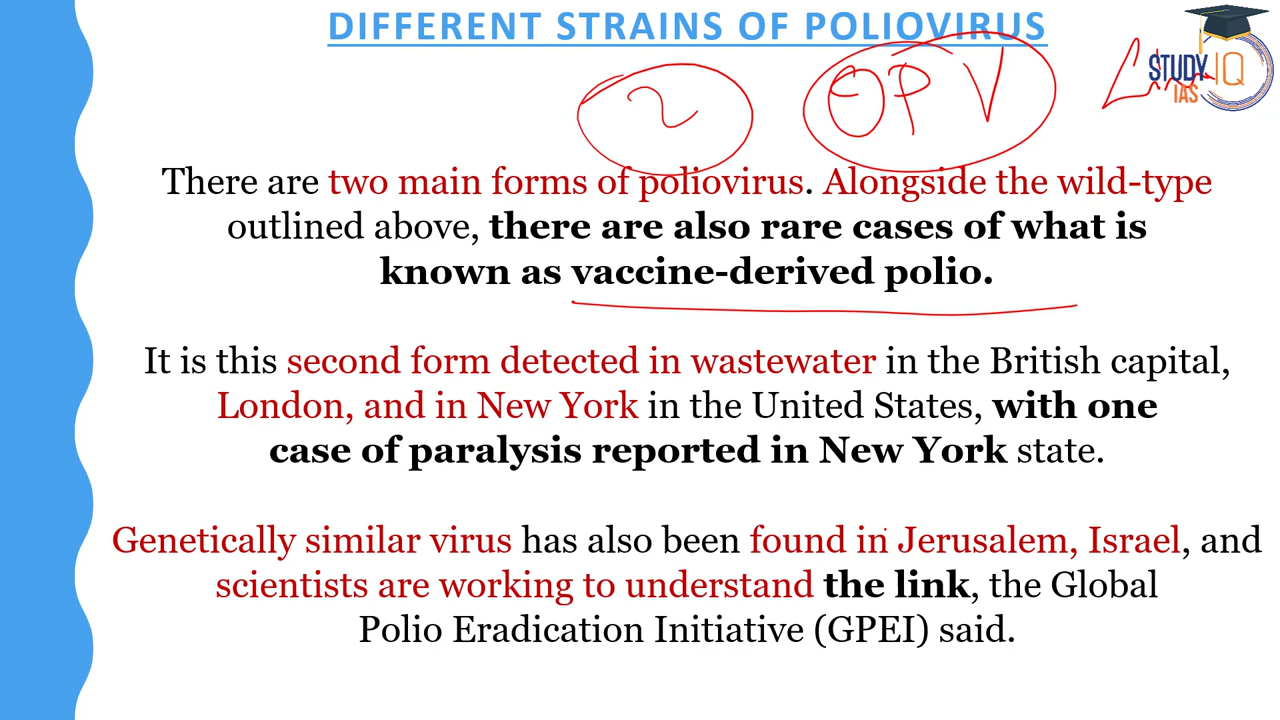 DIFFERENT STRAINS OF POLIOVIRUS
STUDY IQ
IAS
2 OPV
There are two main forms of poliovirus. Alongside the wild-type
outlined above, there are also rare cases of what is
known as vaccine-derived polio.
It is this second form detected in wastewater in the British capital,
London, and in New York in the United States, with one
case of paralysis reported in New York state.
Genetically similar virus has also been found in Jerusalem, Israel, and
scientists are working to understand the link, the Global
Polio Eradication Initiative (GPEI) said.